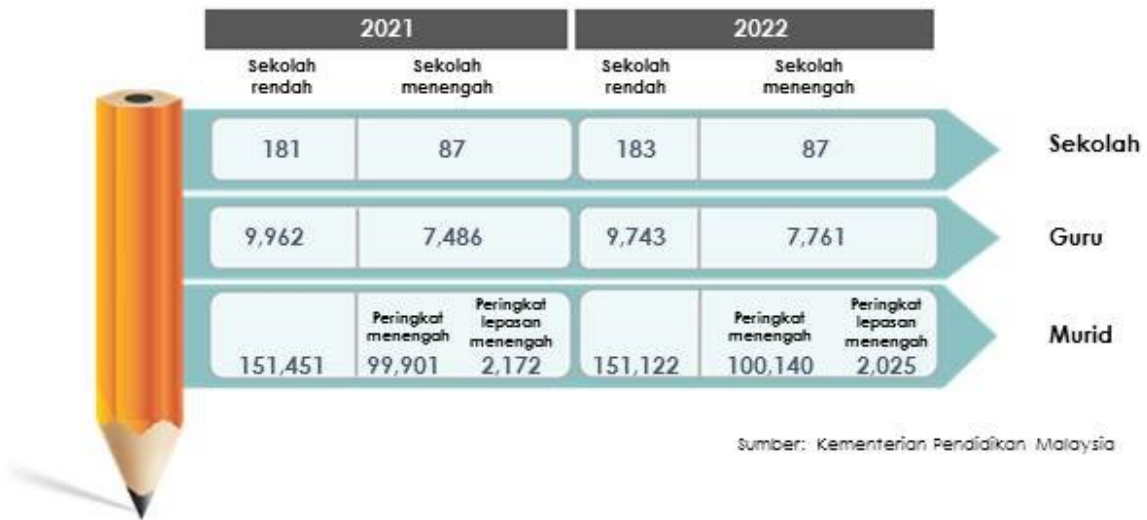 2021 2022
Sekolah rendah Sekolah menengah Sekolah rendah Sekolah menengah
181 87 183 87 Sekolah
9,962 7,486 9,743 7,761 Guru
Peringkat menengah Peringkat lepasan menengah Peringkat menengah Peringkat lepasan menengah Murid
151,451 99,901 2,172 151,122 100,140 2,025
Sumber: Kementerian Pendidikan Malaysia